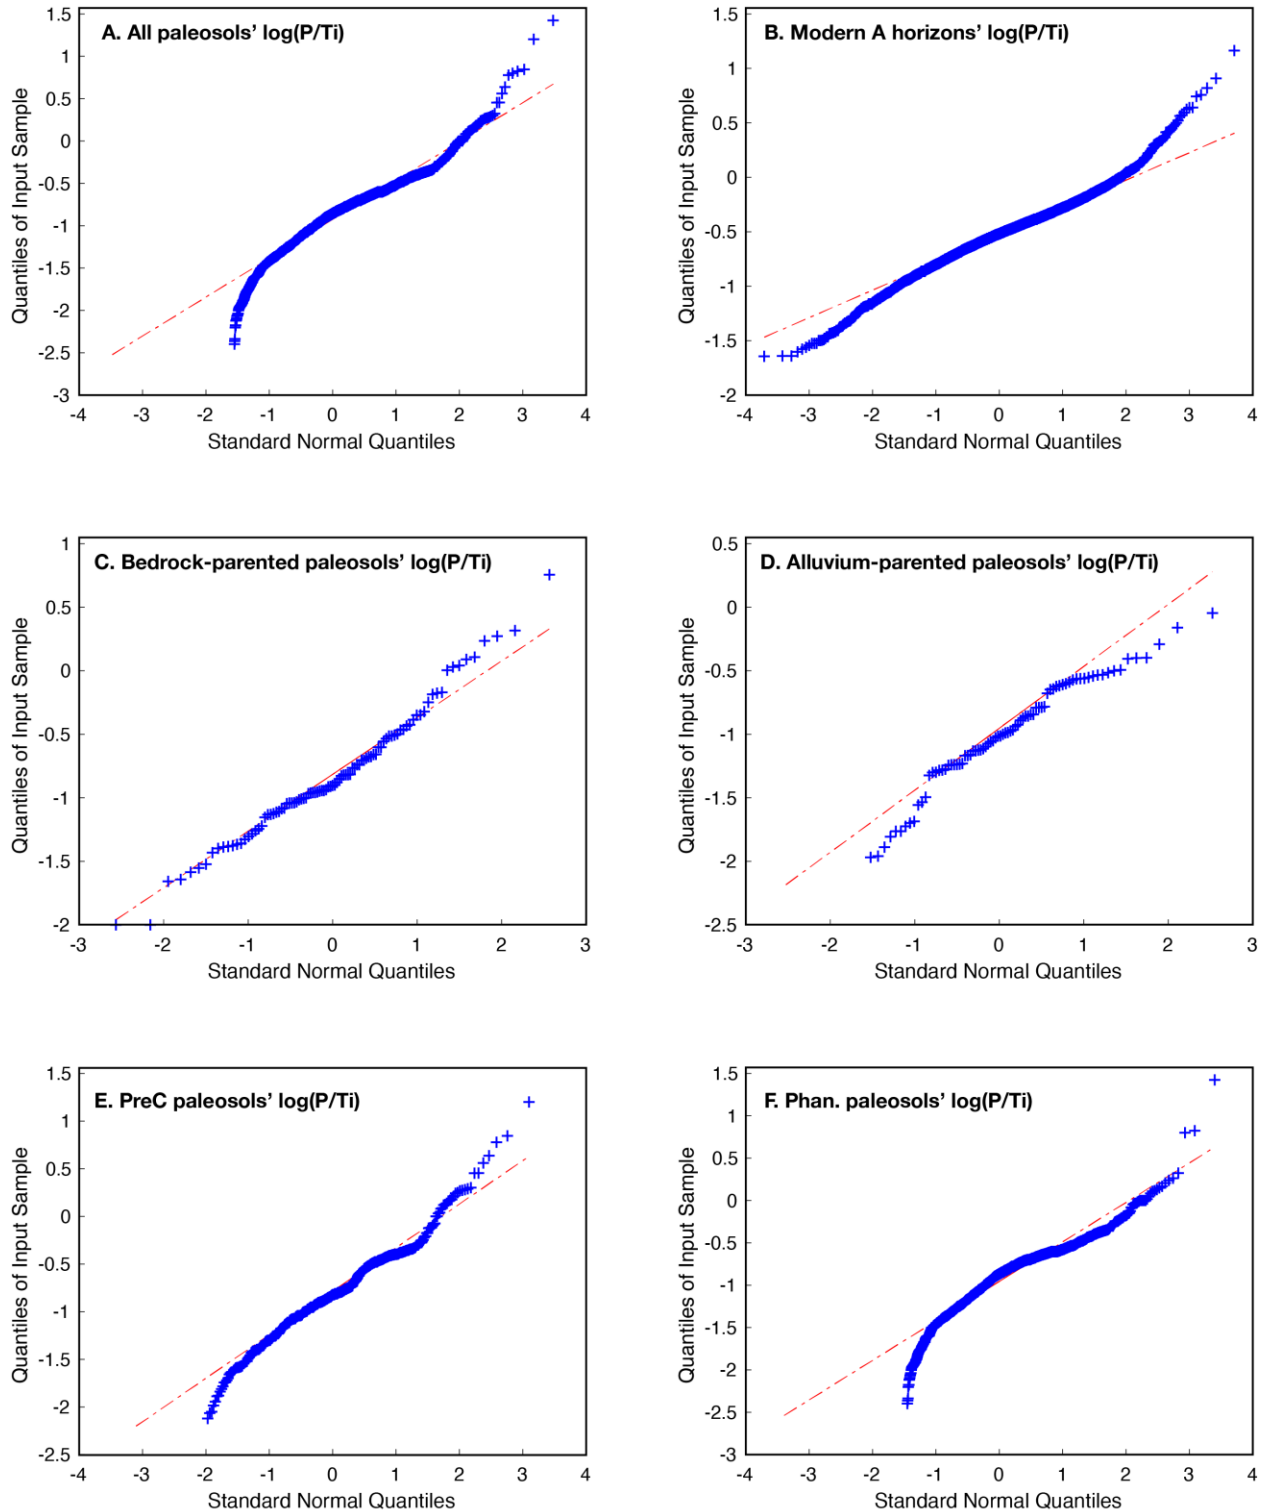 A. All paleosols’ log(P/Ti)
1.5
1
0.5
0
-0.5
-1
-1.5
-2
-2.5
-3
Quantiles of Input Sample
-4 -3 -2 -1 0 1 2 3 4
Standard Normal Quantiles
B. Modern A horizons’ log(P/Ti)
1.5
1
0.5
0
-0.5
-1
-1.5
-2
Quantiles of Input Sample
-4 -3 -2 -1 0 1 2 3 4
Standard Normal Quantiles
C. Bedrock-parented paleosols’ log(P/Ti)
1
0.5
0
-0.5
-1
-1.5
-2
Quantiles of Input Sample
-3 -2 -1 0 1 2 3
Standard Normal Quantiles
D. Alluvium-parented paleosols’ log(P/Ti)
0.5
0
-0.5
-1
-1.5
-2
-2.5
Quantiles of Input Sample
-3 -2 -1 0 1 2 3
Standard Normal Quantiles
E. PreC paleosols’ log(P/Ti)
1.5
1
0.5
0
-0.5
-1
-1.5
-2
-2.5
Quantiles of Input Sample
-4 -3 -2 -1 0 1 2 3 4
Standard Normal Quantiles
F. Phan. paleosols’ log(P/Ti)
1.5
1
0.5
0
-0.5
-1
-1.5
-2
-2.5
-3
Quantiles of Input Sample
-4 -3 -2 -1 0 1 2 3 4
Standard Normal Quantiles